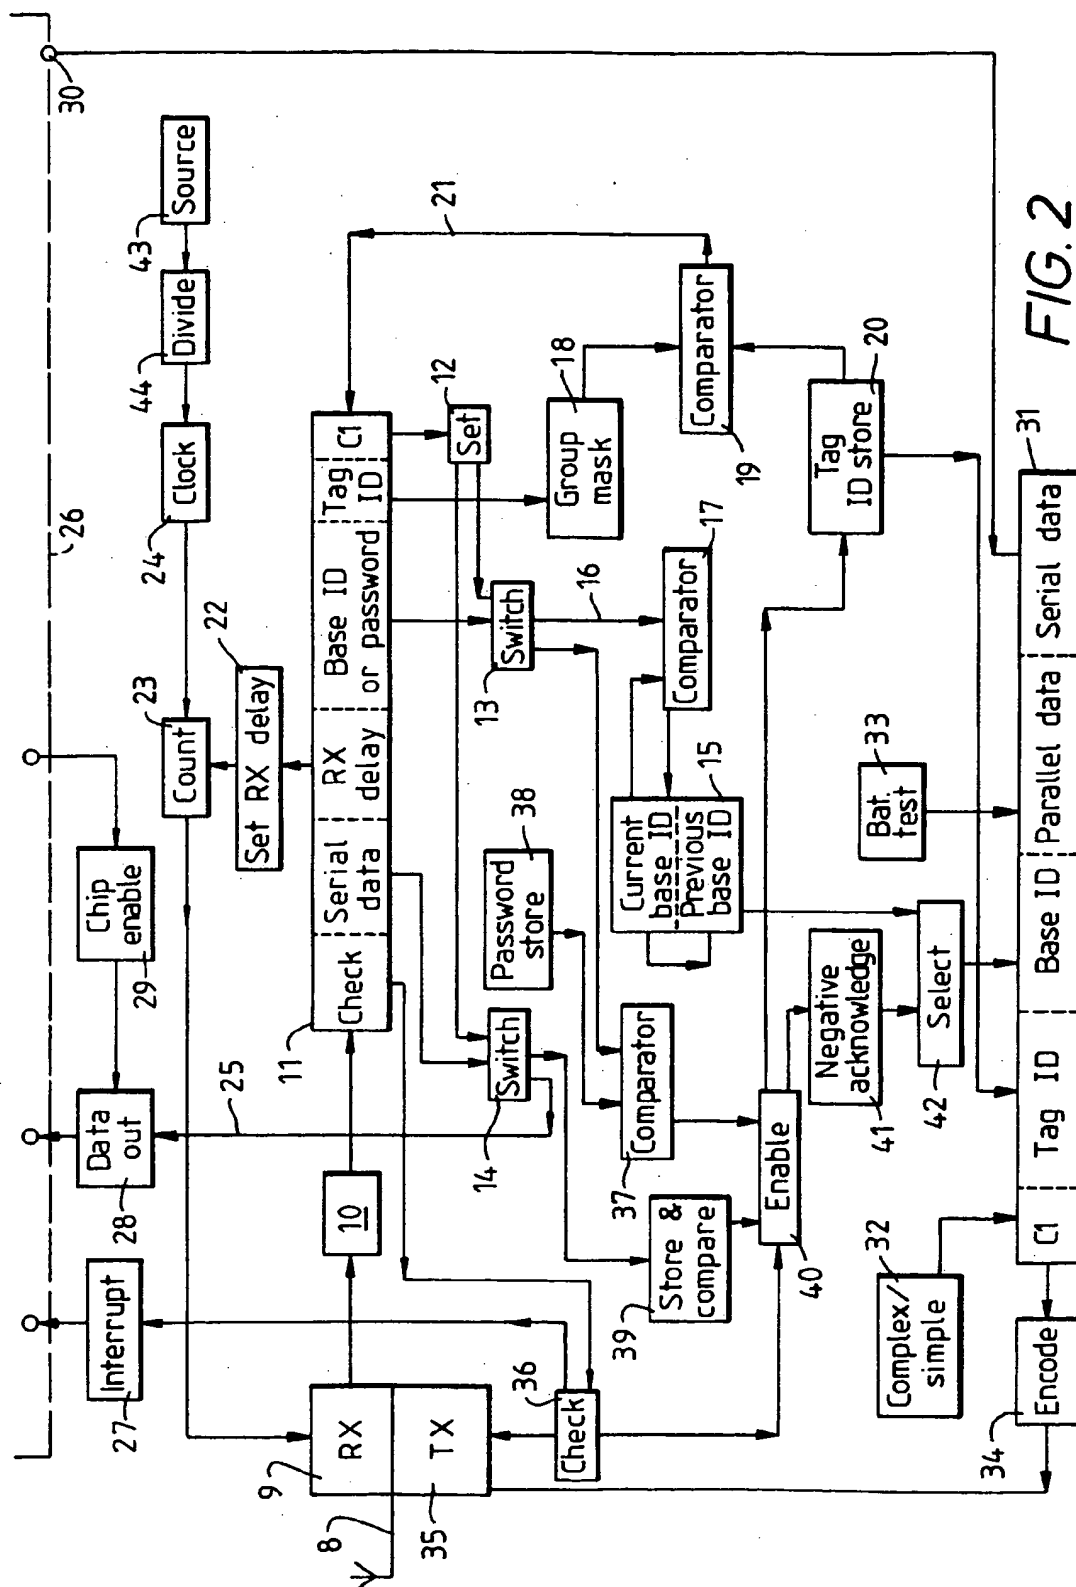 26
30
Interrupt
27
Data
out
28
25
Chip
enable
29
Count
23
Set RX delay
22
Clock
24
Divide
44
Source
43
11
Check
Serial
data
RX
delay
Base ID
or password
Tag
ID
C1
21
10
9
RX
TX
8
35
Check
36
Switch
14
Switch
13
Set
12
16
Group
mask
18
Comparator
19
Tag
ID store
20
Comparator
17
Current
base ID
Previous
base ID
15
Password
store
38
Comparator
37
Store &
compare
39
Enable
40
Negative
acknowledge
41
Select
42
Bat.
test
33
Complex/
simple
32
Encode
34
C1
Tag ID
Base ID
Parallel data
Serial data
31
FIG. 2